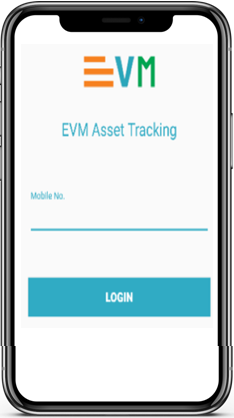 EVM
EVM Asset Tracking
Mobile No.
LOGIN